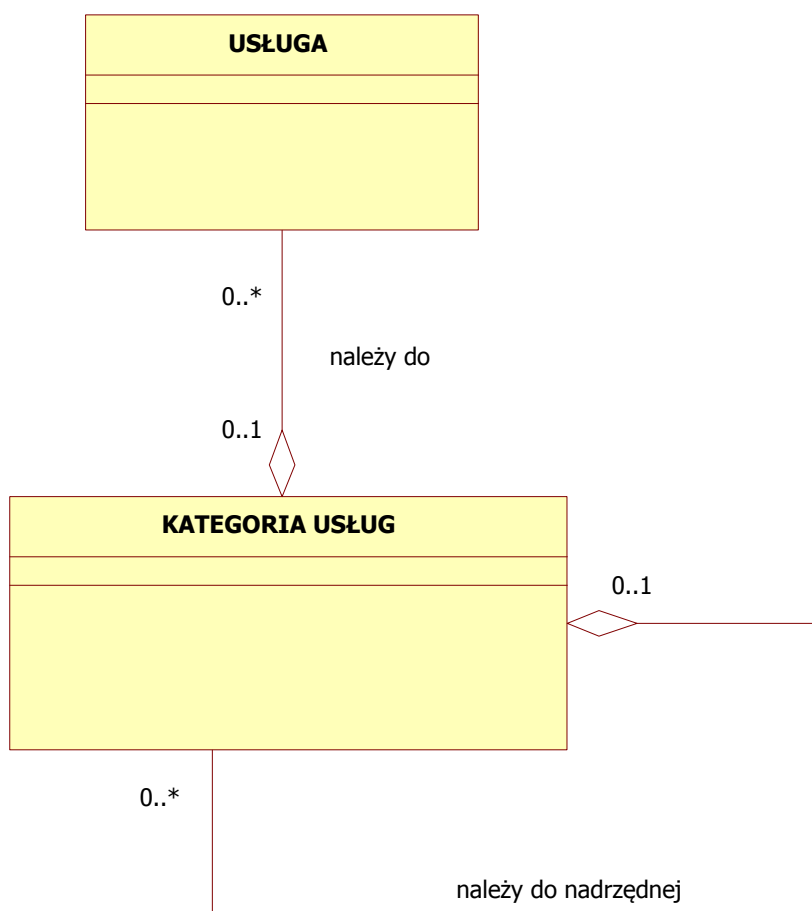 USŁUGA
0..*
należy do
0..1
KATEGORIA USŁUG
0..1
0..*
należy do nadrzędnej